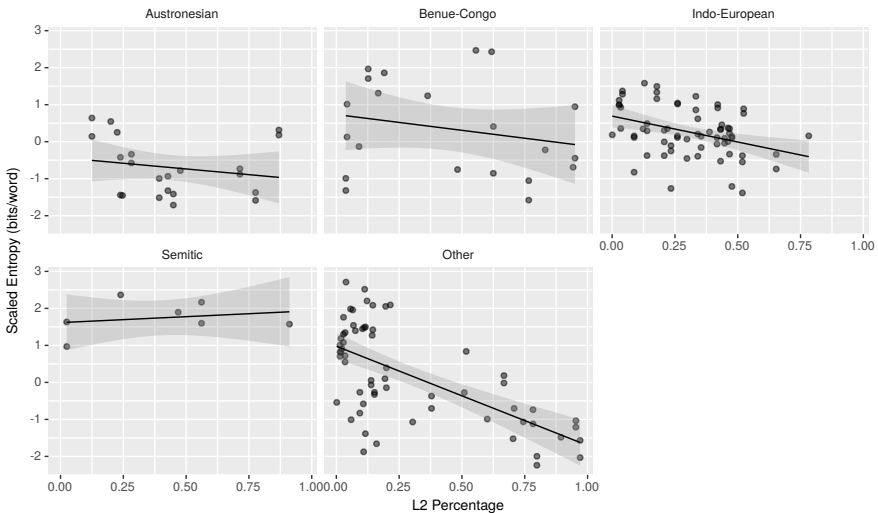 Austronesian Benue-Congo Indo-European
3
2
1
0
-1
-2
0.00 0.25 0.50 0.75 1.00
Scaled Entropy (bits/word)
Semitic Other
3
2
1
0
-1
-2
0.00 0.25 0.50 0.75 1.00 0.00 0.25 0.50 0.75 1.00
L2 Percentage